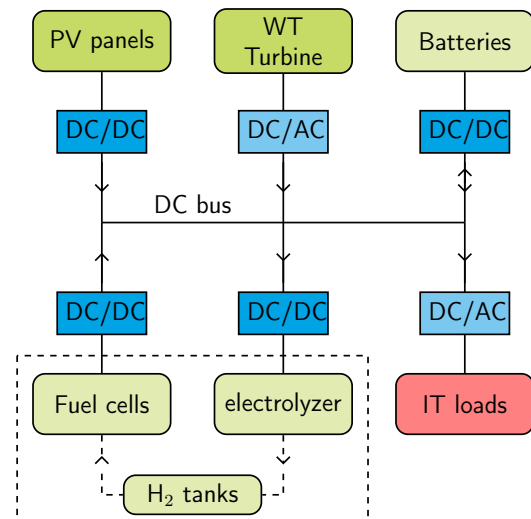 PV panels
WT
Turbine
Batteries
DC/DC
DC/AC
DC/DC
DC bus
DC/DC
DC/DC
DC/AC
Fuel cells
electrolyzer
IT loads
H₂ tanks